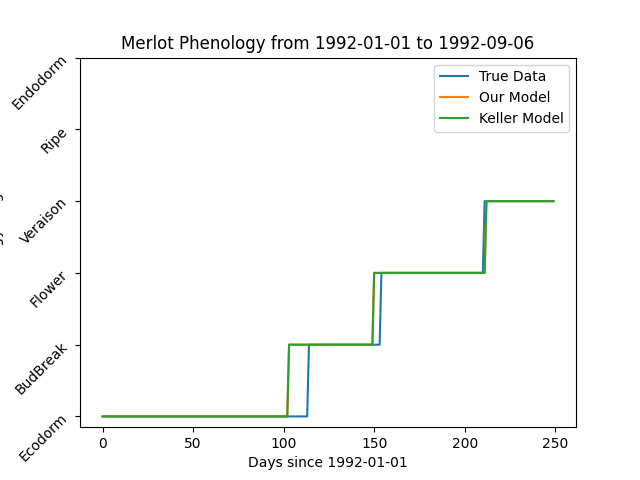 Merlot Phenology from 1992-01-01 to 1992-09-06
True Data
Our Model
Keller Model
Endodorm
Ripe
Veraison
Flower
BudBreak
Ecodorm
0 50 100 150 200 250
Days since 1992-01-01